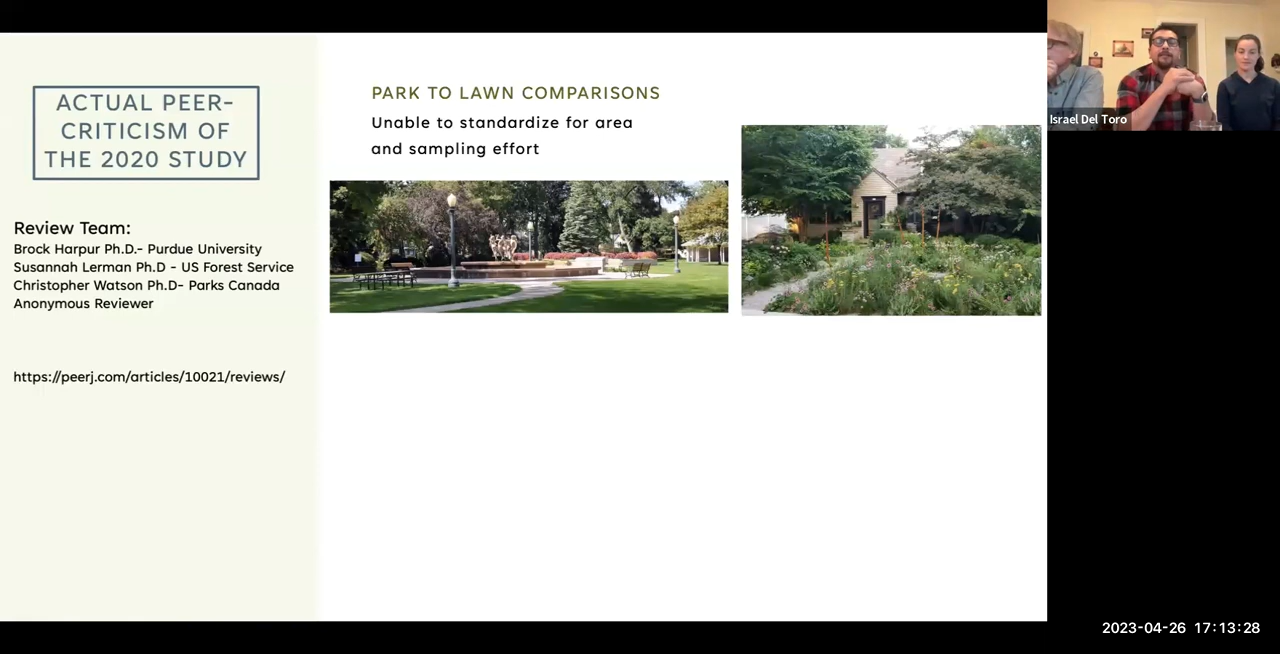 ACTUAL PEER-
CRITICISM OF
THE 2020 STUDY
Review Team:
Brock Harpur Ph.D.- Purdue University
Susannah Lerman Ph.D - US Forest Service
Christopher Watson Ph.D- Parks Canada
Anonymous Reviewer
https://peerj.com/articles/10021/reviews/
PARK TO LAWN COMPARISONS
Unable to standardize for area
and sampling effort
Israel Del Toro
2023-04-26 17:13:28